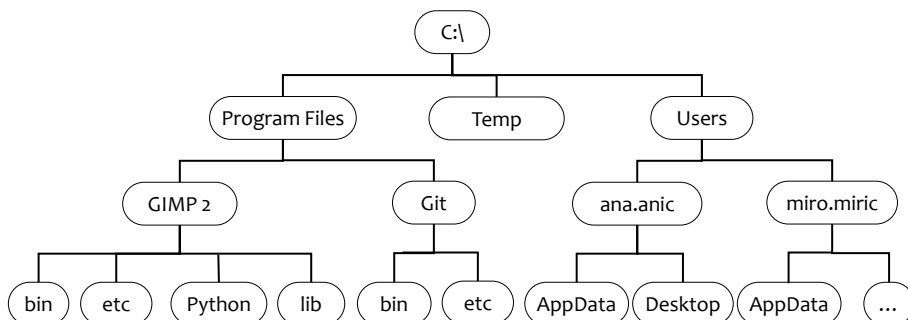 C:\
Program Files Temp Users
GIMP 2 Git ana.anic miro.miric
bin etc Python lib bin etc AppData Desktop AppData ...